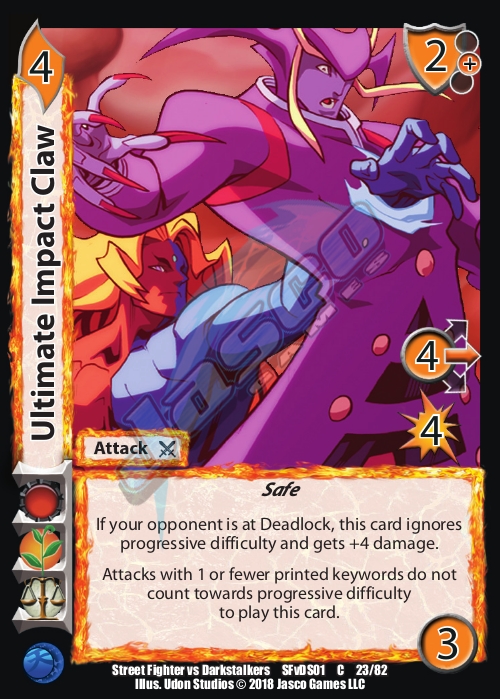 4
2
+
Ultimate Impact Claw
JASCO
GAMES
4
4
Attack
Safe
If your opponent is at Deadlock, this card ignores
progressive difficulty and gets +4 damage.
Attacks with 1 or fewer printed keywords do not
count towards progressive difficulty
to play this card.
3
Street Fighter vs Darkstalkers SFvDS01 C 23/82
Illus. Udon Studios © 2018 Jasco Games LLC